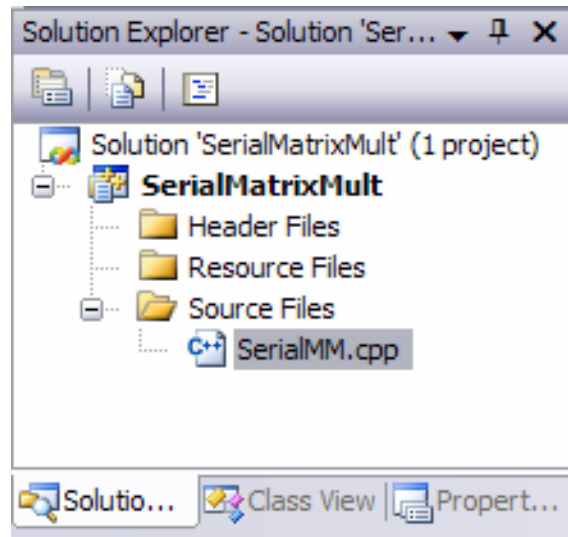 Solution Explorer - Solution 'Ser...
Solution 'SerialMatrixMult' (1 project)
SerialMatrixMult
Header Files
Resource Files
Source Files
C++ SerialMM.cpp
Solutio... Class View Propert...